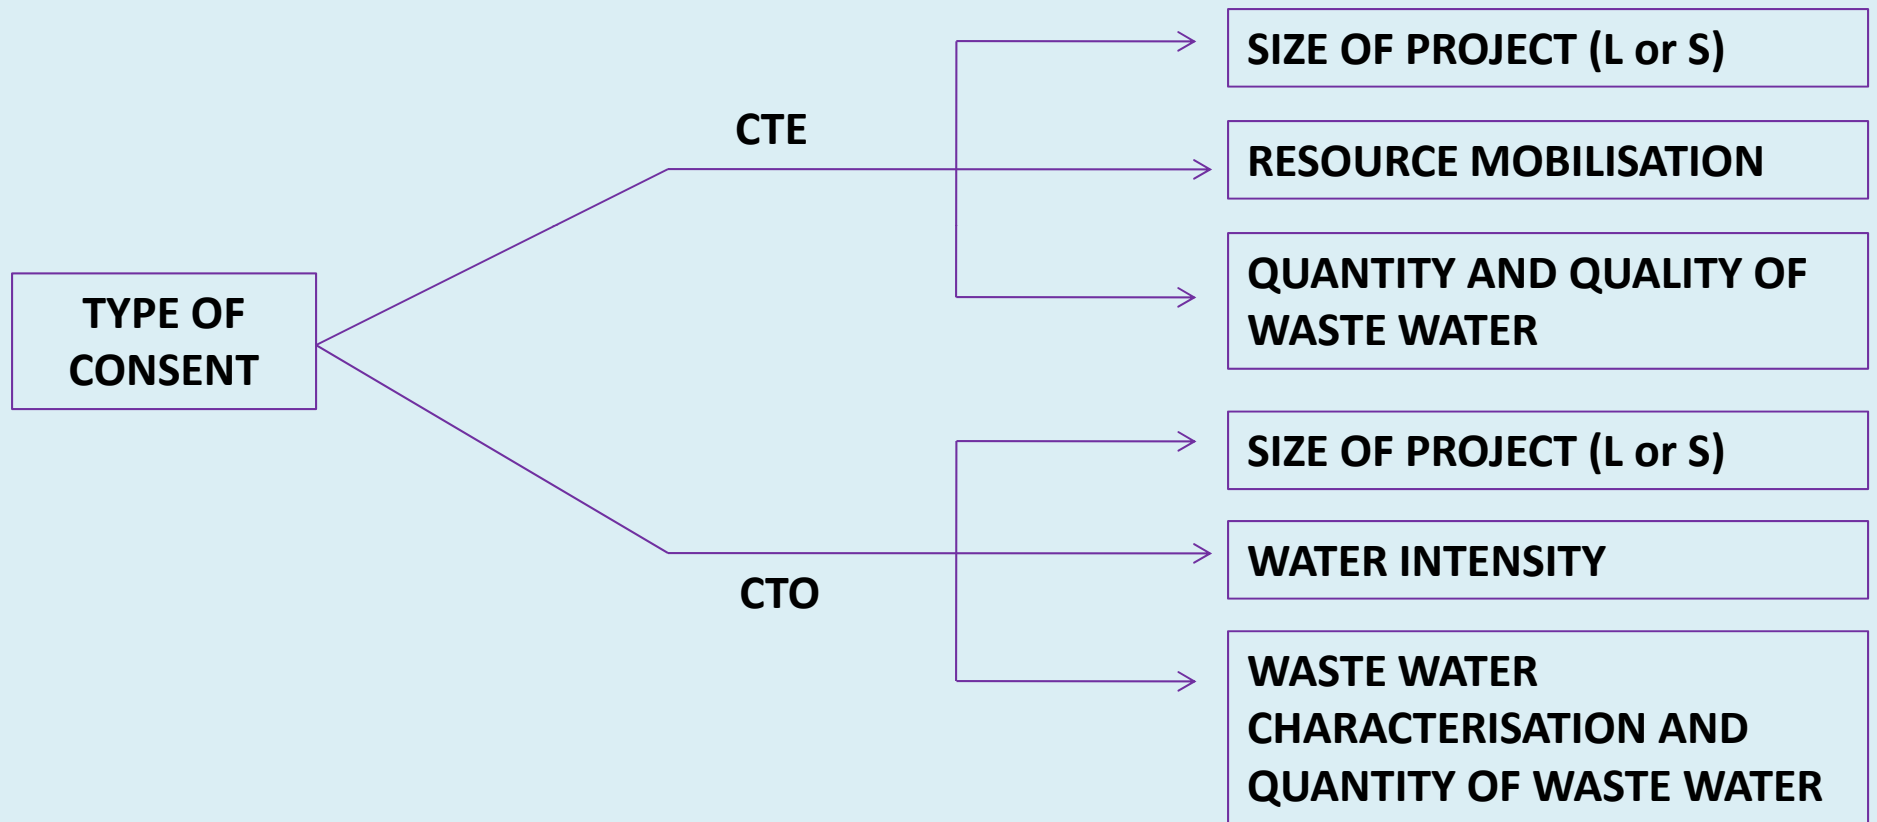 TYPE OF
CONSENT
CTE
SIZE OF PROJECT (L or S)
RESOURCE MOBILISATION
QUANTITY AND QUALITY OF
WASTE WATER
CTO
SIZE OF PROJECT (L or S)
WATER INTENSITY
WASTE WATER
CHARACTERISATION AND
QUANTITY OF WASTE WATER